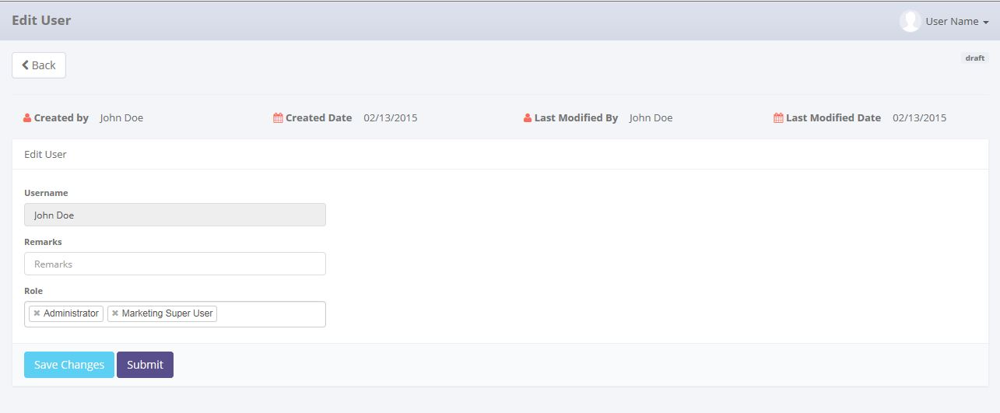 Edit User
User Name
Back
draft
Created by John Doe Created Date 02/13/2015 Last Modified By John Doe Last Modified Date 02/13/2015
Edit User
Username
John Doe
Remarks
Remarks
Role
Administrator Marketing Super User
Save Changes Submit